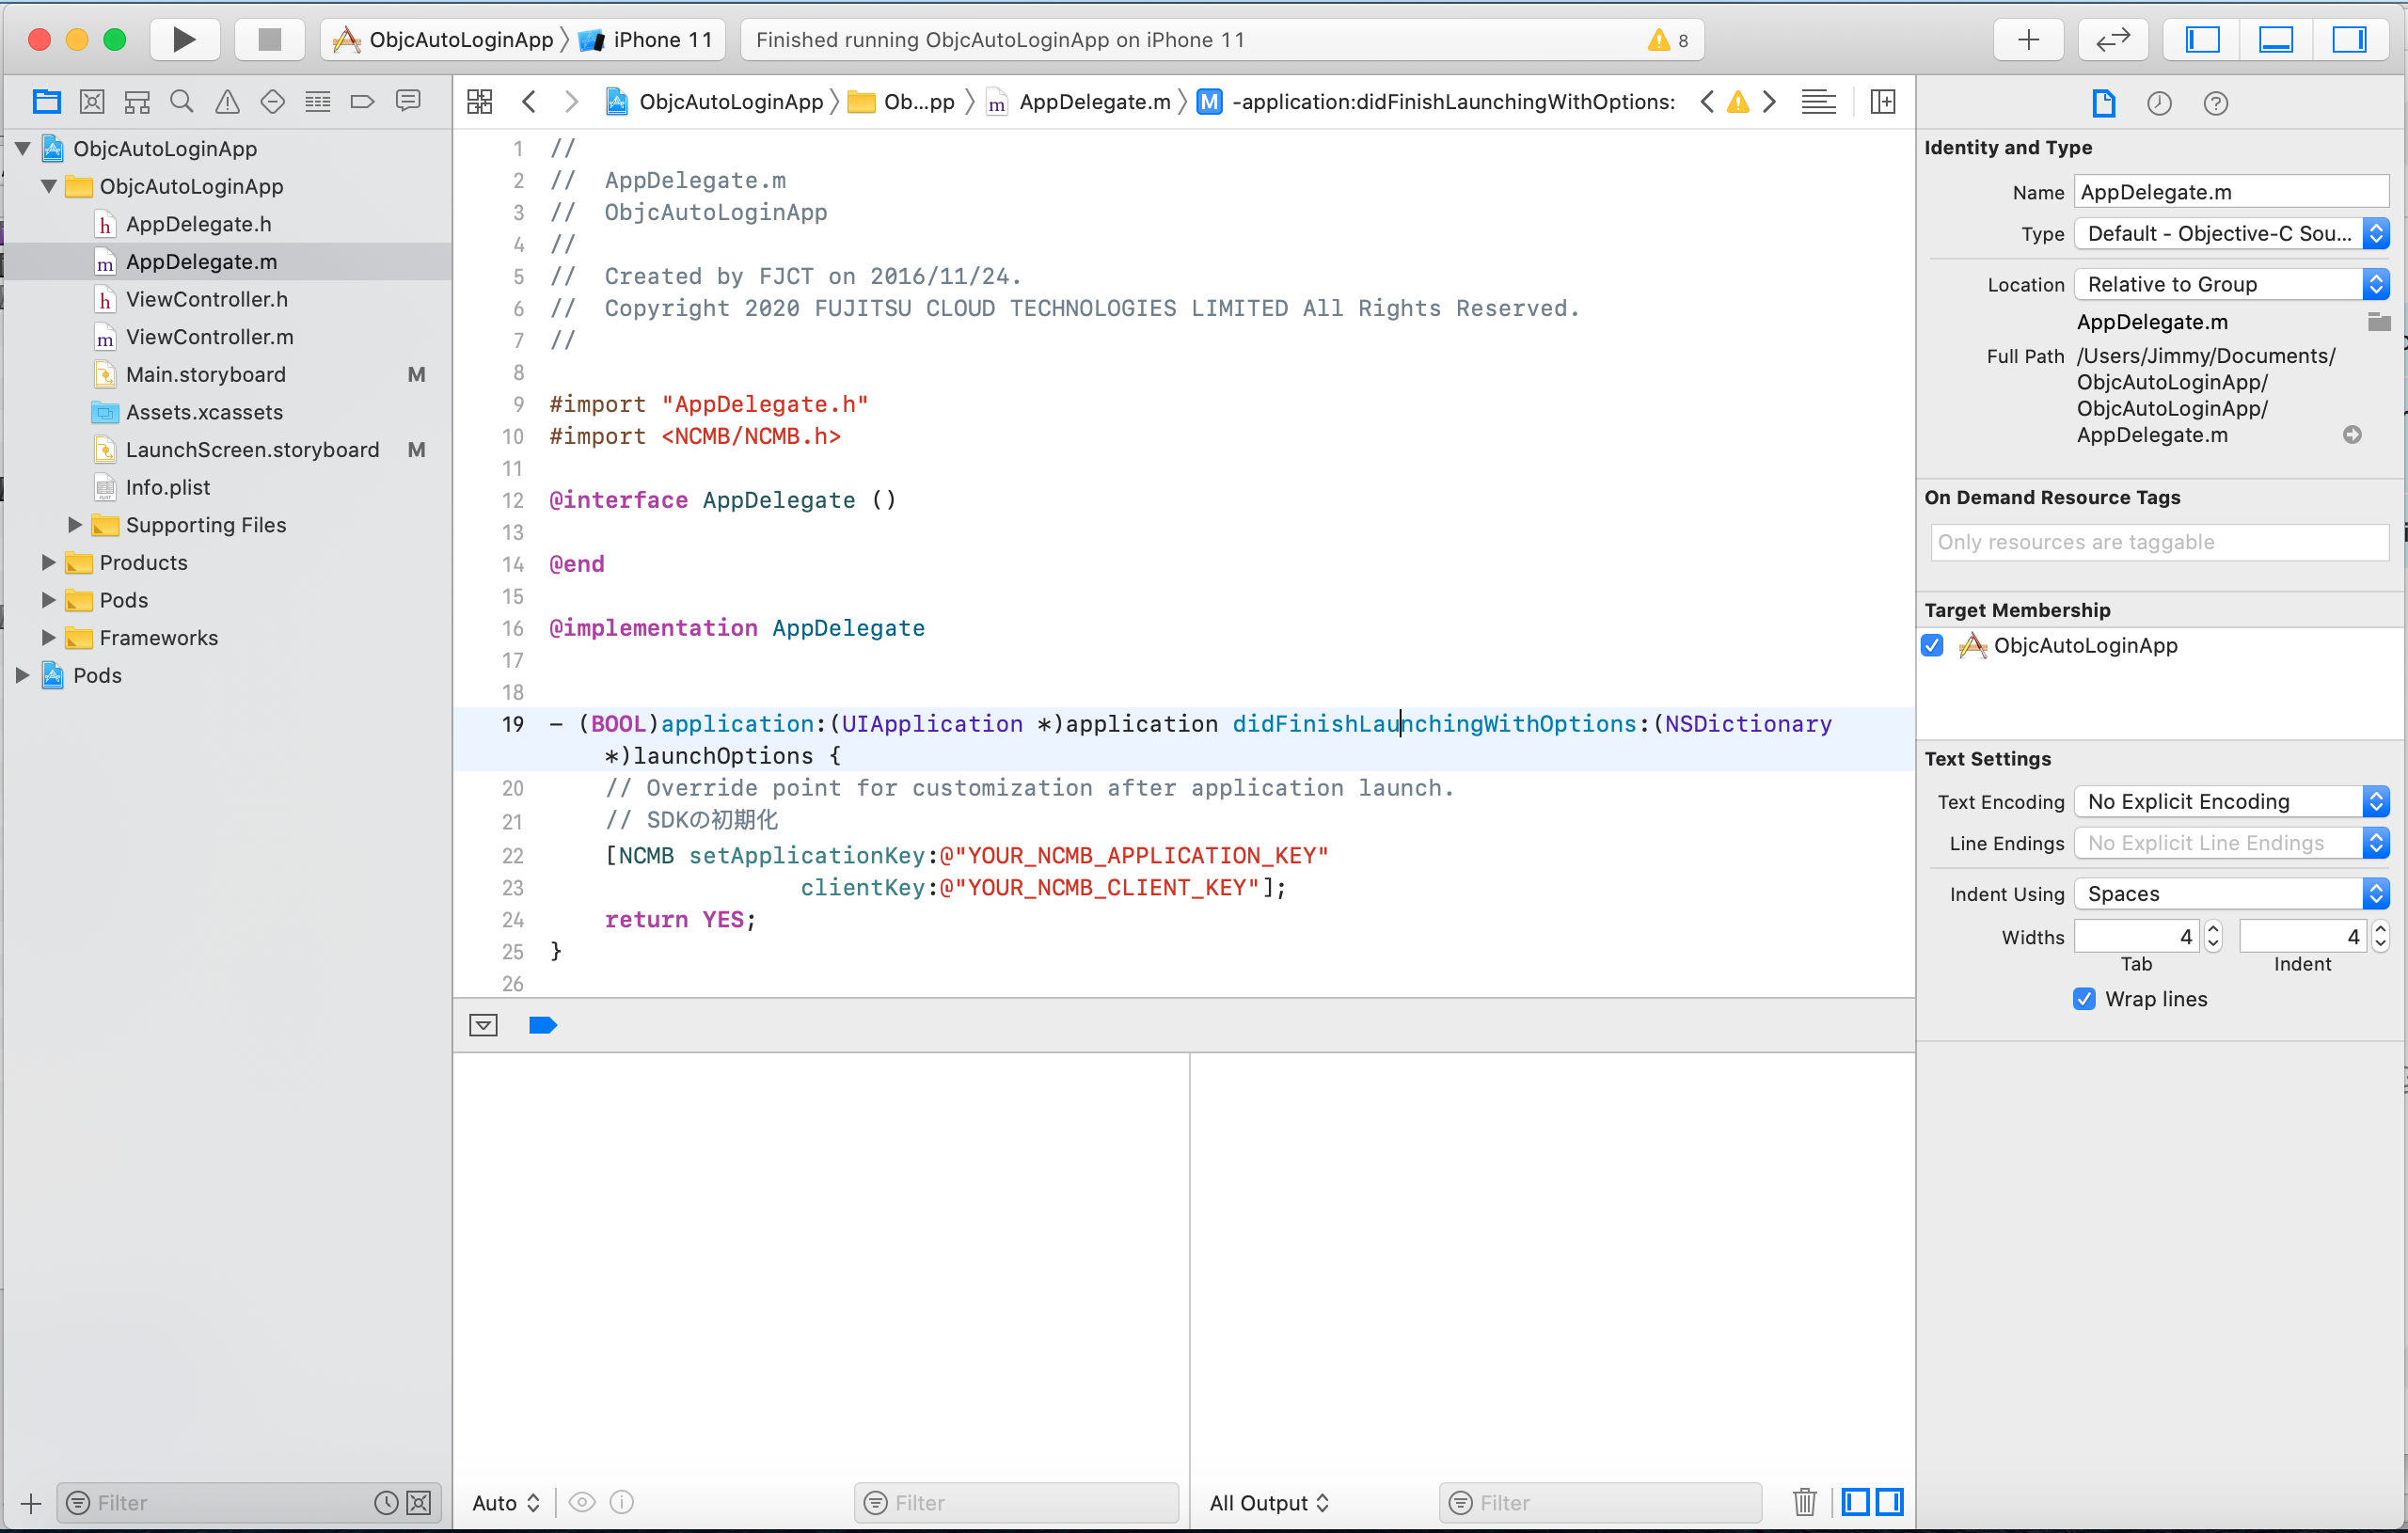 ObjcAutoLoginApp 〉 iPhone 11
Finished running ObjcAutoLoginApp on iPhone 11
8
ObjcAutoLoginApp
ObjcAutoLoginApp
h AppDelegate.h
m AppDelegate.m
h ViewController.h
m ViewController.m
Main.storyboard M
Assets.xcassets
LaunchScreen.storyboard M
Info.plist
Supporting Files
Products
Pods
Frameworks
Pods
Filter
ObjcAutoLoginApp 〉 Ob...pp 〉 m AppDelegate.m 〉 M -application:didFinishLaunchingWithOptions:
1 //
2 //  AppDelegate.m
3 //  ObjcAutoLoginApp
4 //
5 //  Created by FJCT on 2016/11/24.
6 //  Copyright 2020 FUJITSU CLOUD TECHNOLOGIES LIMITED All Rights Reserved.
7 //
8
9 #import "AppDelegate.h"
10 #import <NCMB/NCMB.h>
11
12 @interface AppDelegate ()
13
14 @end
15
16 @implementation AppDelegate
17
18
19 - (BOOL)application:(UIApplication *)application didFinishLaunchingWithOptions:(NSDictionary
*)launchOptions {
20     // Override point for customization after application launch.
21     // SDKの初期化
22     [NCMB setApplicationKey:@"YOUR_NCMB_APPLICATION_KEY"
23                   clientKey:@"YOUR_NCMB_CLIENT_KEY"];
24     return YES;
25 }
26
Auto
Filter
All Output
Filter
Identity and Type
Name AppDelegate.m
Type Default - Objective-C Sou...
Location Relative to Group
AppDelegate.m
Full Path /Users/Jimmy/Documents/
ObjcAutoLoginApp/
ObjcAutoLoginApp/
AppDelegate.m
On Demand Resource Tags
Only resources are taggable
Target Membership
ObjcAutoLoginApp
Text Settings
Text Encoding No Explicit Encoding
Line Endings No Explicit Line Endings
Indent Using Spaces
Widths 4 4
Tab Indent
Wrap lines